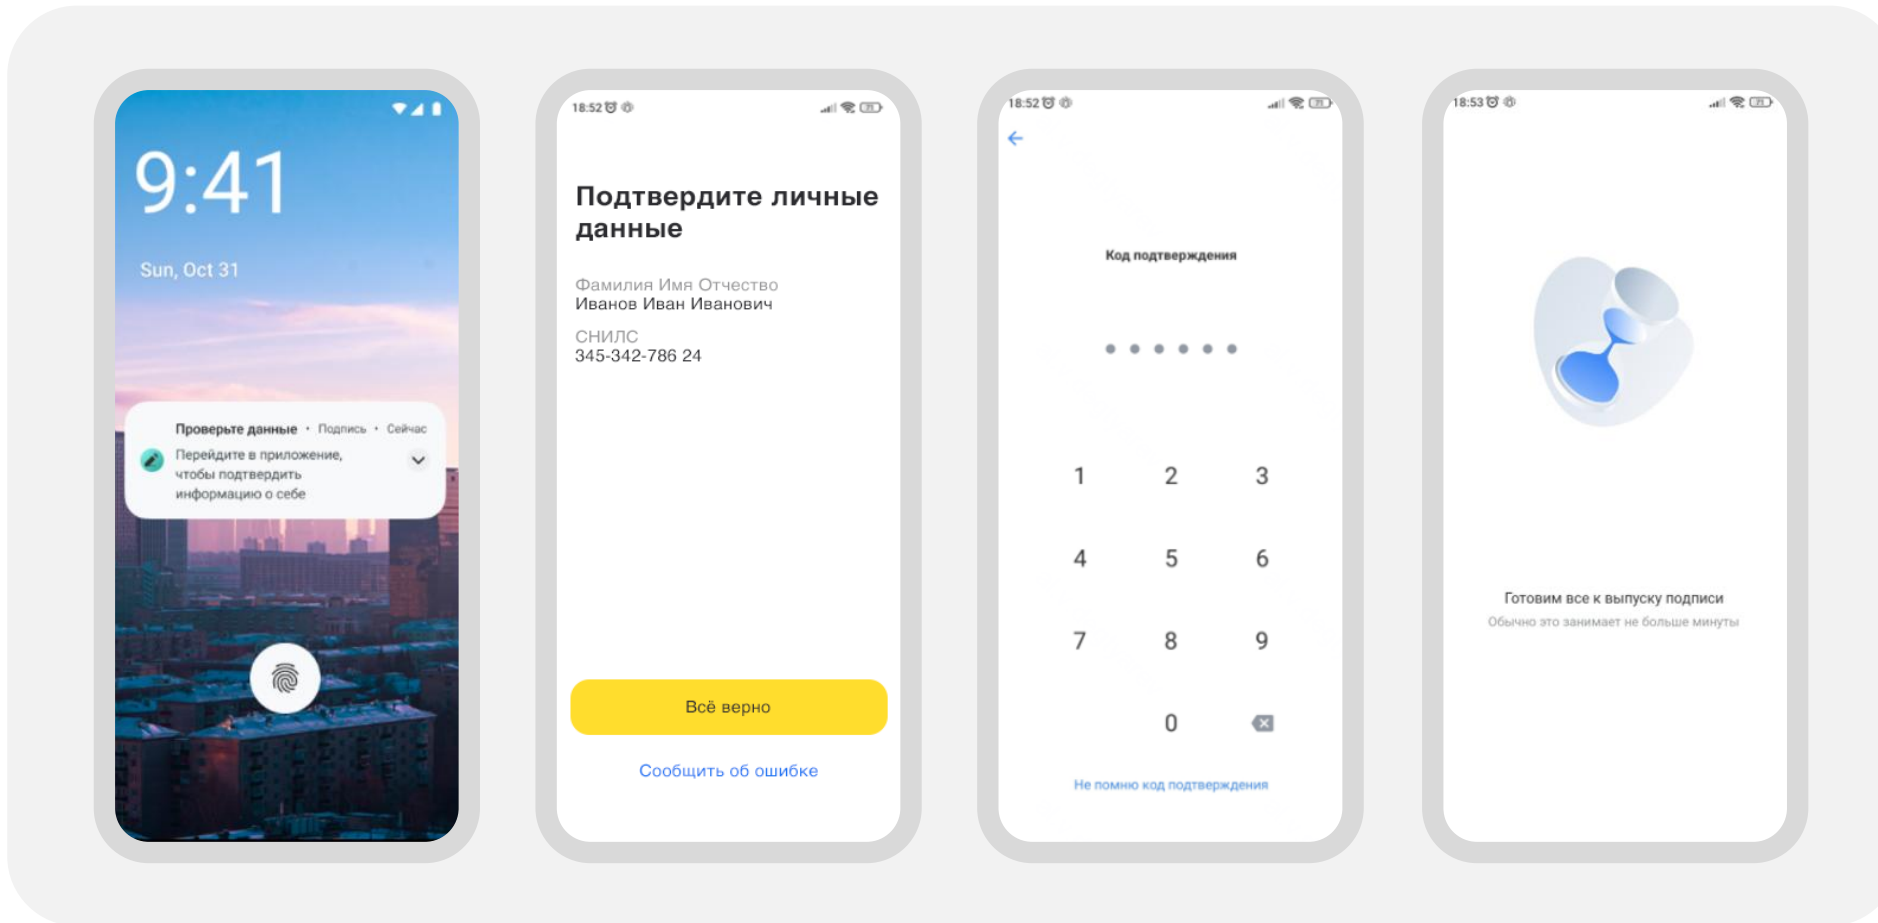 9:41
Sun, Oct 31
Проверьте данные · Подпись · Сейчас
Перейдите в приложение,
чтобы подтвердить
информацию о себе
18:52
71
Подтвердите личные
данные
Фамилия Имя Отчество
Иванов Иван Иванович
СНИЛС
345-342-786 24
Всё верно
Сообщить об ошибке
18:52
71
Код подтверждения
1 2 3
4 5 6
7 8 9
0
Не помню код подтверждения
18:53
71
Готовим все к выпуску подписи
Обычно это занимает не больше минуты